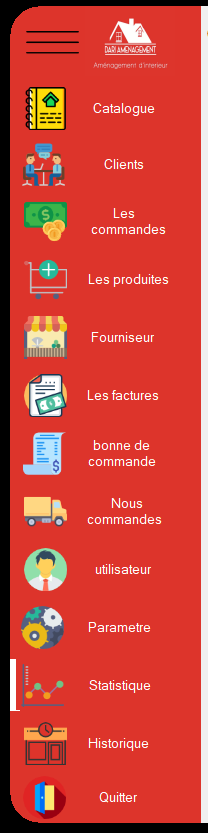 DARI AMENAGEMENT
Aménagement d'interieur
Catalogue
Clients
Les
commandes
Les produites
Fourniseur
Les factures
bonne de
commande
Nous
commandes
utilisateur
Parametre
Statistique
Historique
Quitter